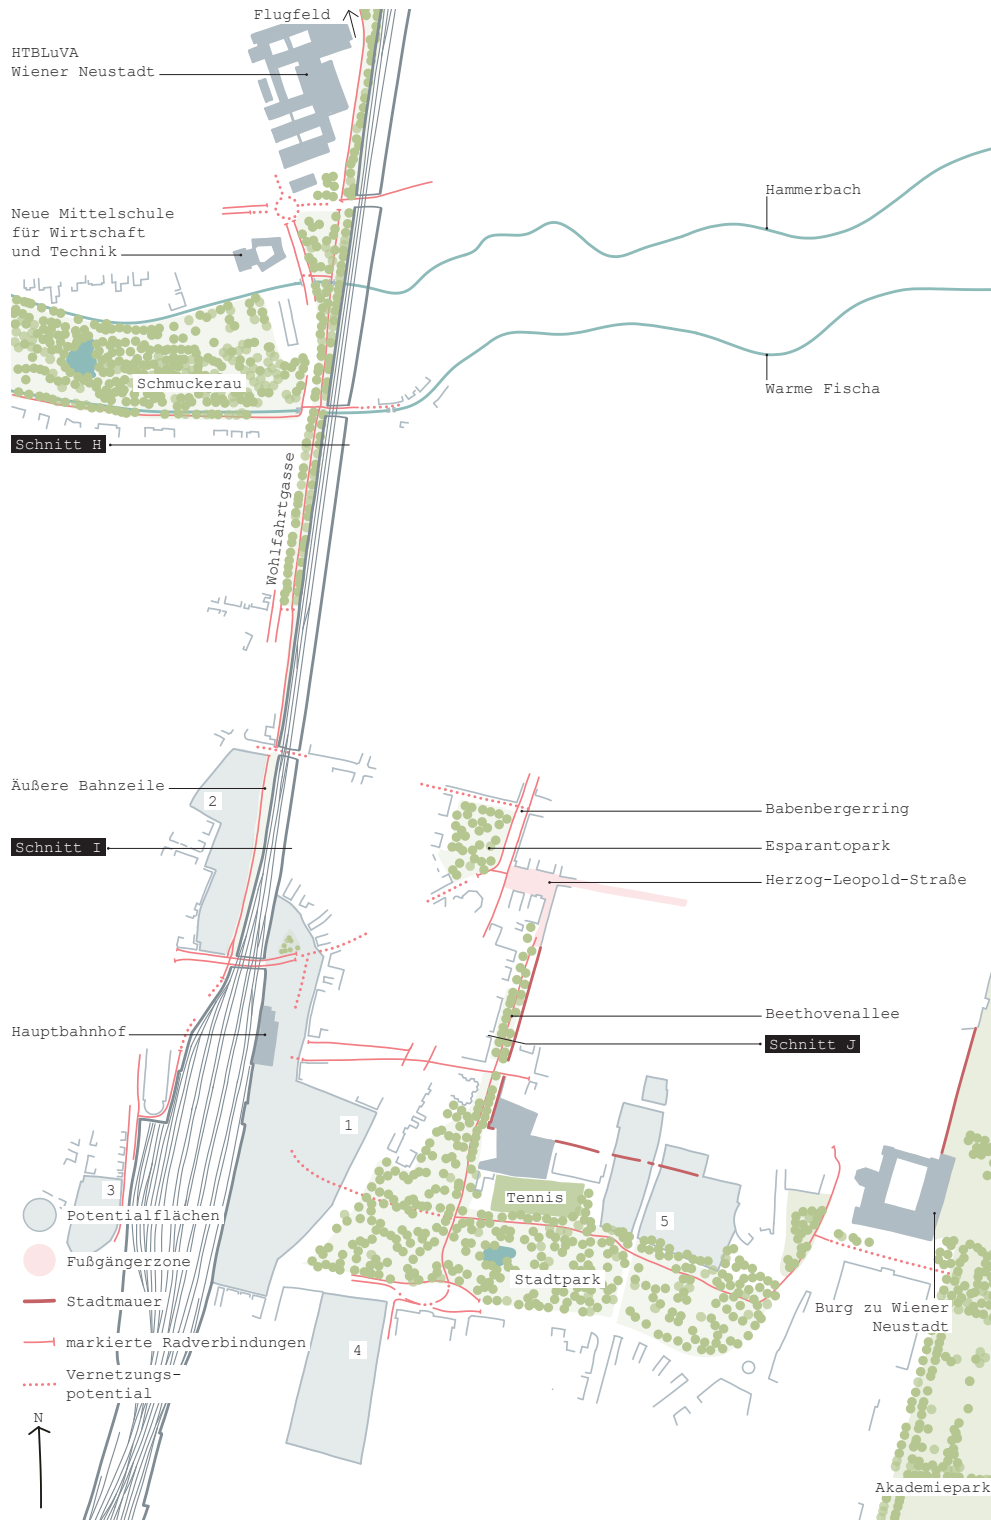 Flugfeld
HTBLuVA
Wiener Neustadt
Hammerbach
Neue Mittelschule
für Wirtschaft
und Technik
Schmuckerau
Warme Fischa
Schnitt H
Wohlfahrtgasse
Äußere Bahnzeile
2
Babenbergerring
Schnitt I
Esparantopark
Herzog-Leopold-Straße
Beethovenallee
Hauptbahnhof
Schnitt J
1
3
Tennis
Potentialflächen
5
Fußgängerzone
Stadtpark
Stadtmauer
Burg zu Wiener
Neustadt
markierte Radverbindungen
4
Vernetzungs-
potential
N
Akademiepark